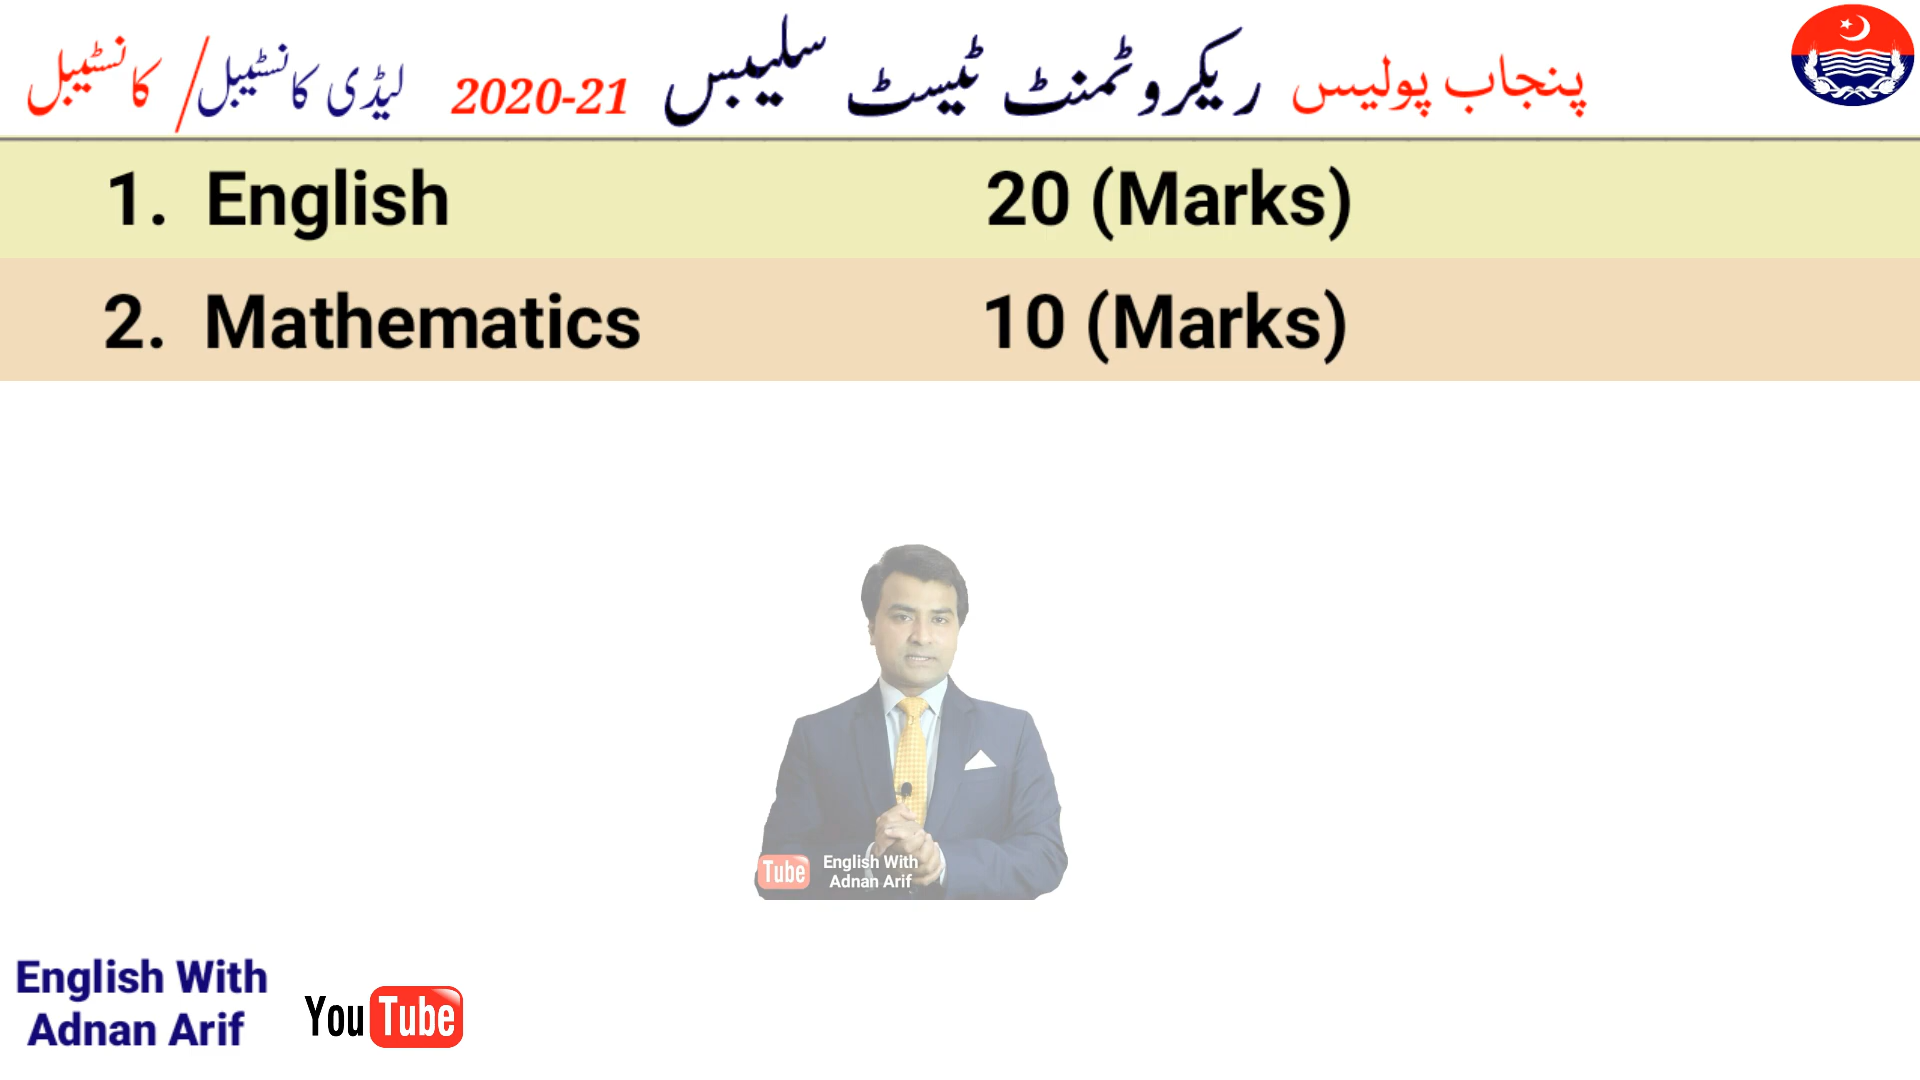 پنجاب پولیس ریکروٹمنٹ ٹیسٹ سلیبس 2020-21 لیڈی کانسٹیبل/کانسٹیبل
1. English 20 (Marks)
2. Mathematics 10 (Marks)
Tube English With
Adnan Arif
English With
Adnan Arif
YouTube